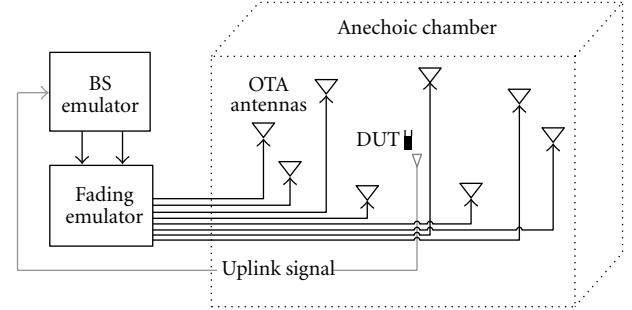 Anechoic chamber
BS
emulator
OTA
antennas
DUT
Fading
emulator
Uplink signal